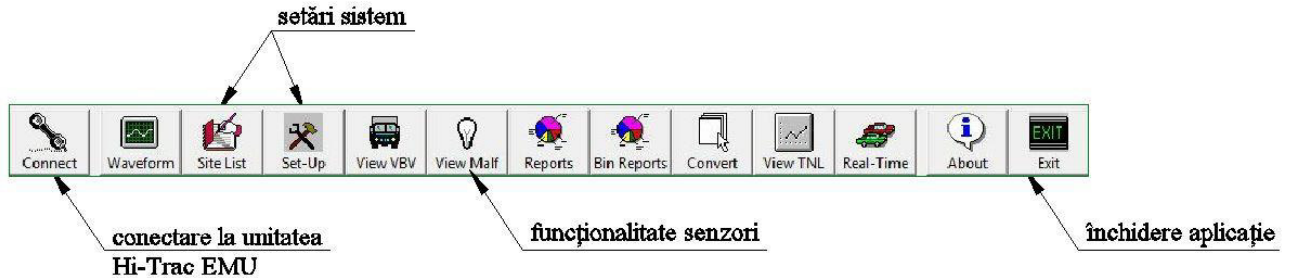 setări sistem
Connect Waveform Site List Set-Up View VBV View Malf Reports Bin Reports Convert View TNL Real-Time About EXIT Exit
conectare la unitatea
Hi-Trac EMU
funcționalitate senzori
închidere aplicație